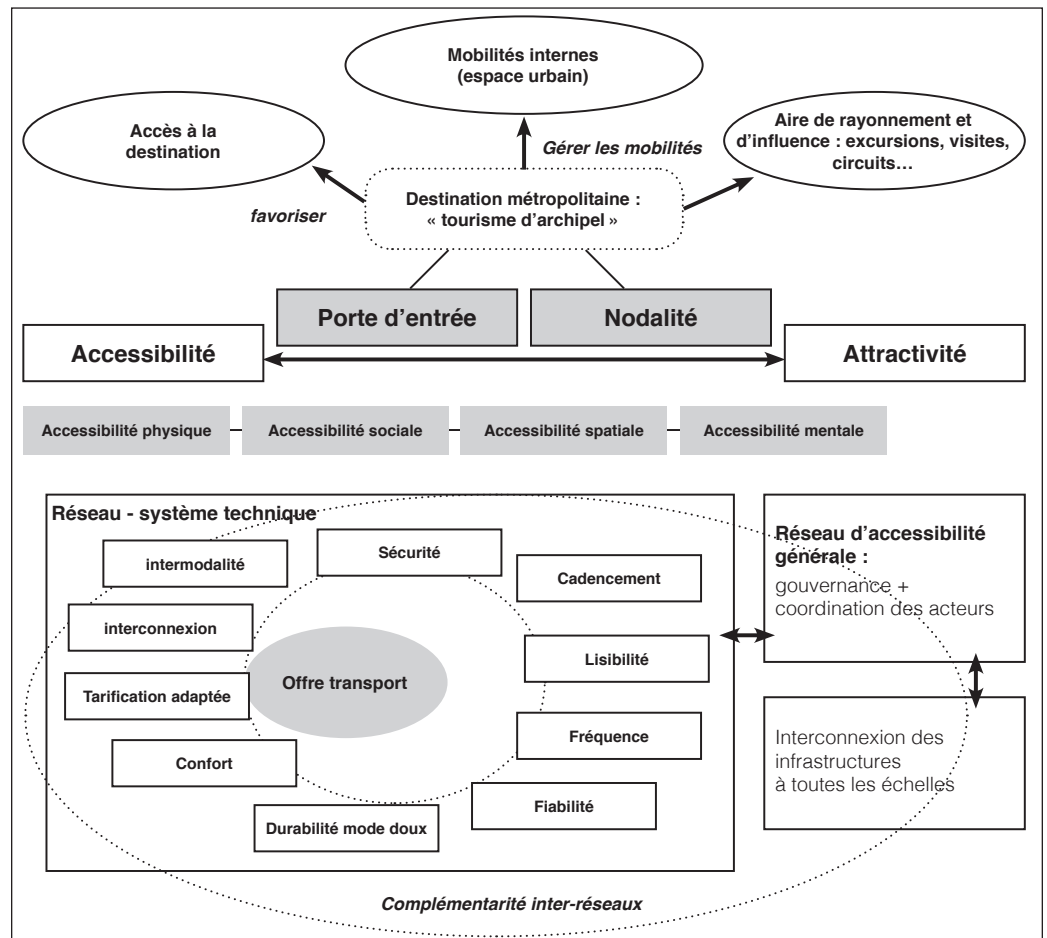 Mobilités internes
(espace urbain)
Accès à la
destination
Aire de rayonnement et
d'influence : excursions, visites,
circuits…
Gérer les mobilités
favoriser
Destination métropolitaine :
« tourisme d'archipel »
Porte d'entrée
Nodalité
Accessibilité
Attractivité
Accessibilité physique
Accessibilité sociale
Accessibilité spatiale
Accessibilité mentale
Réseau - système technique
intermodalité
Sécurité
Cadencement
interconnexion
Lisibilité
Offre transport
Tarification adaptée
Fréquence
Confort
Fiabilité
Durabilité mode doux
Réseau d'accessibilité
générale :
gouvernance +
coordination des acteurs
Interconnexion des
infrastructures
à toutes les échelles
Complémentarité inter-réseaux